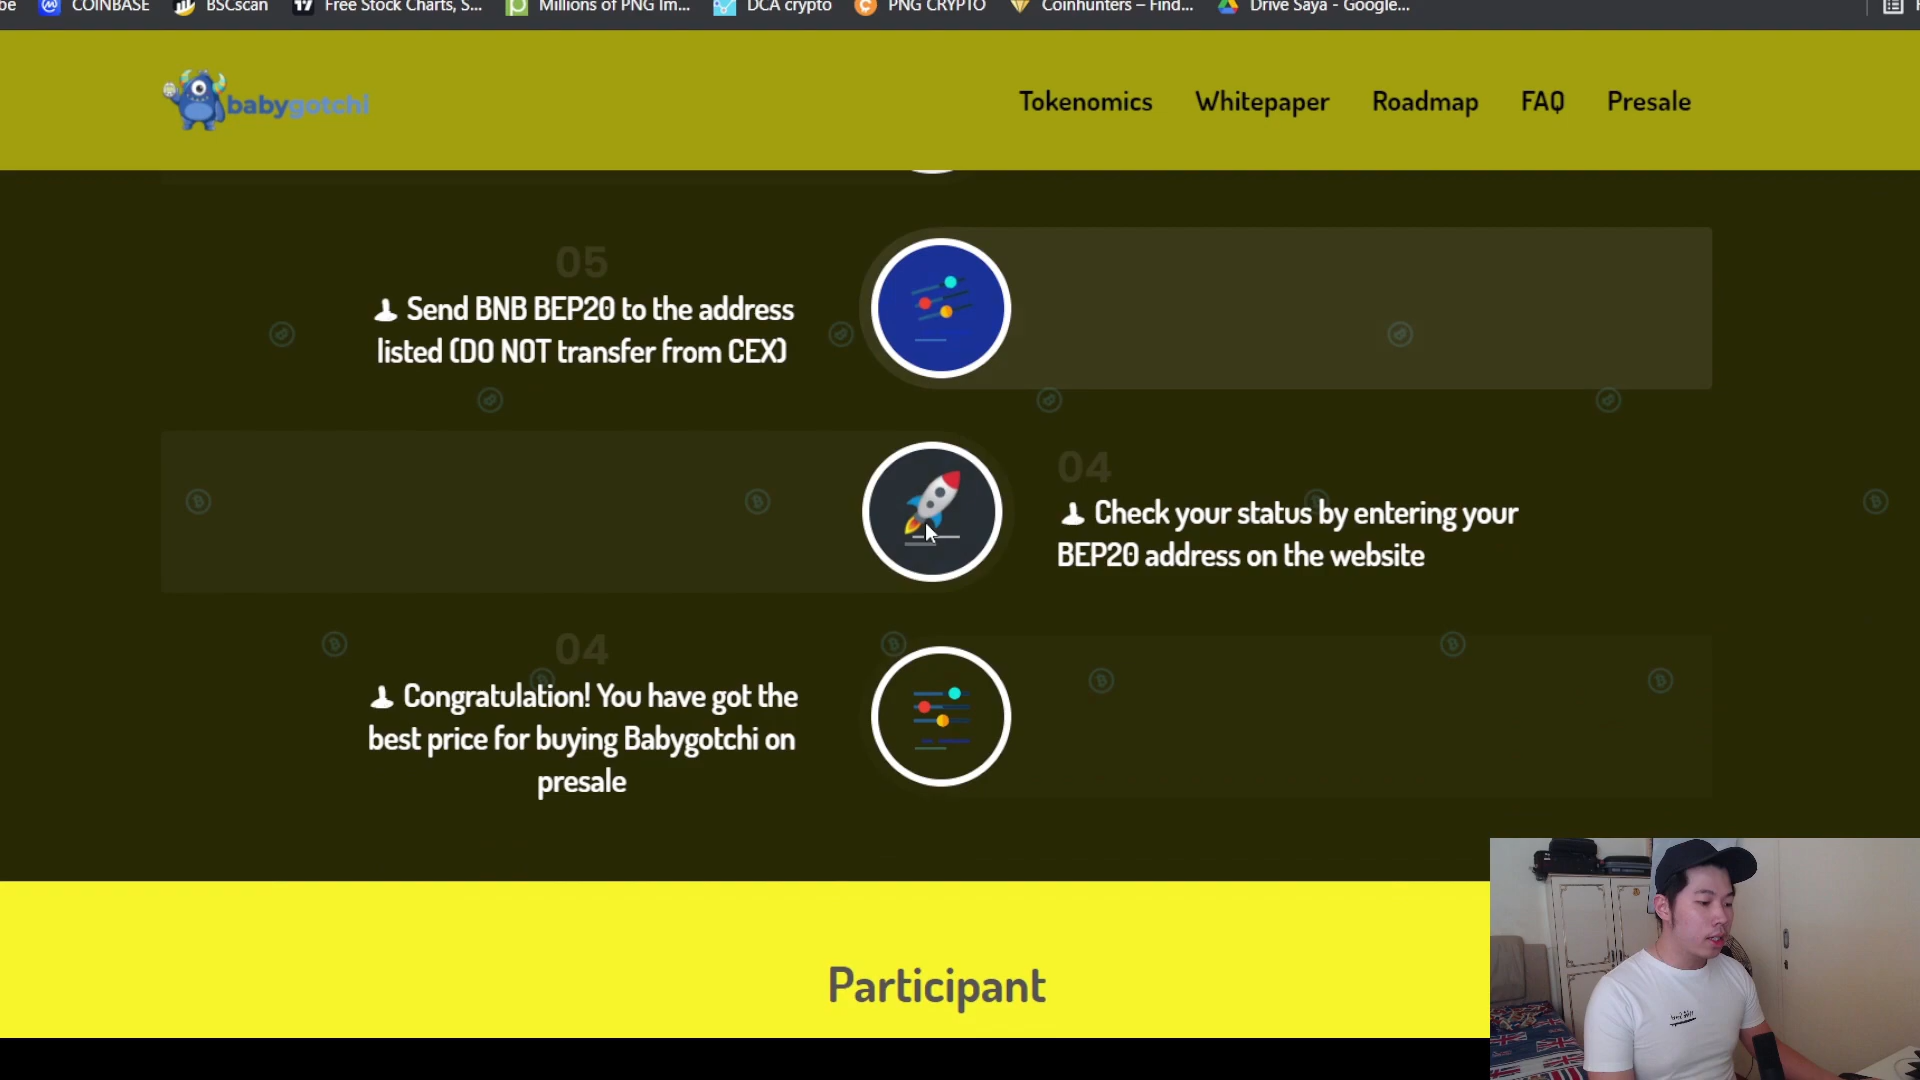 be COINBASE BSCscan Free Stock Charts, S... Millions of PNG Im... DCA crypto PNG CRYPTO Coinhunters – Find... Drive Saya - Google...
babygotchi
Tokenomics Whitepaper Roadmap FAQ Presale
05
Send BNB BEP20 to the address
listed (DO NOT transfer from CEX)
04
Check your status by entering your
BEP20 address on the website
04
Congratulation! You have got the
best price for buying Babygotchi on
presale
Participant